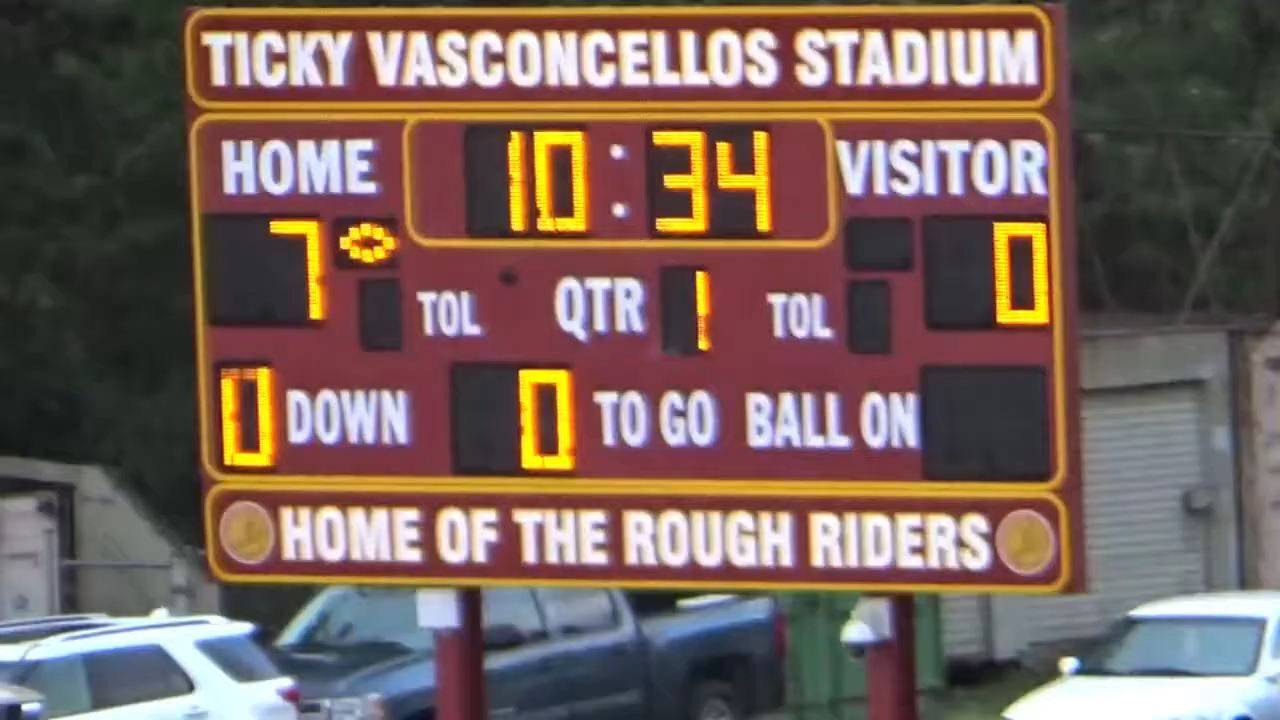 TICKY VASCONCELLOS STADIUM
HOME 10:34 VISITOR
7 0
TOL QTR 1 TOL
0 DOWN 0 TO GO BALL ON
HOME OF THE ROUGH RIDERS